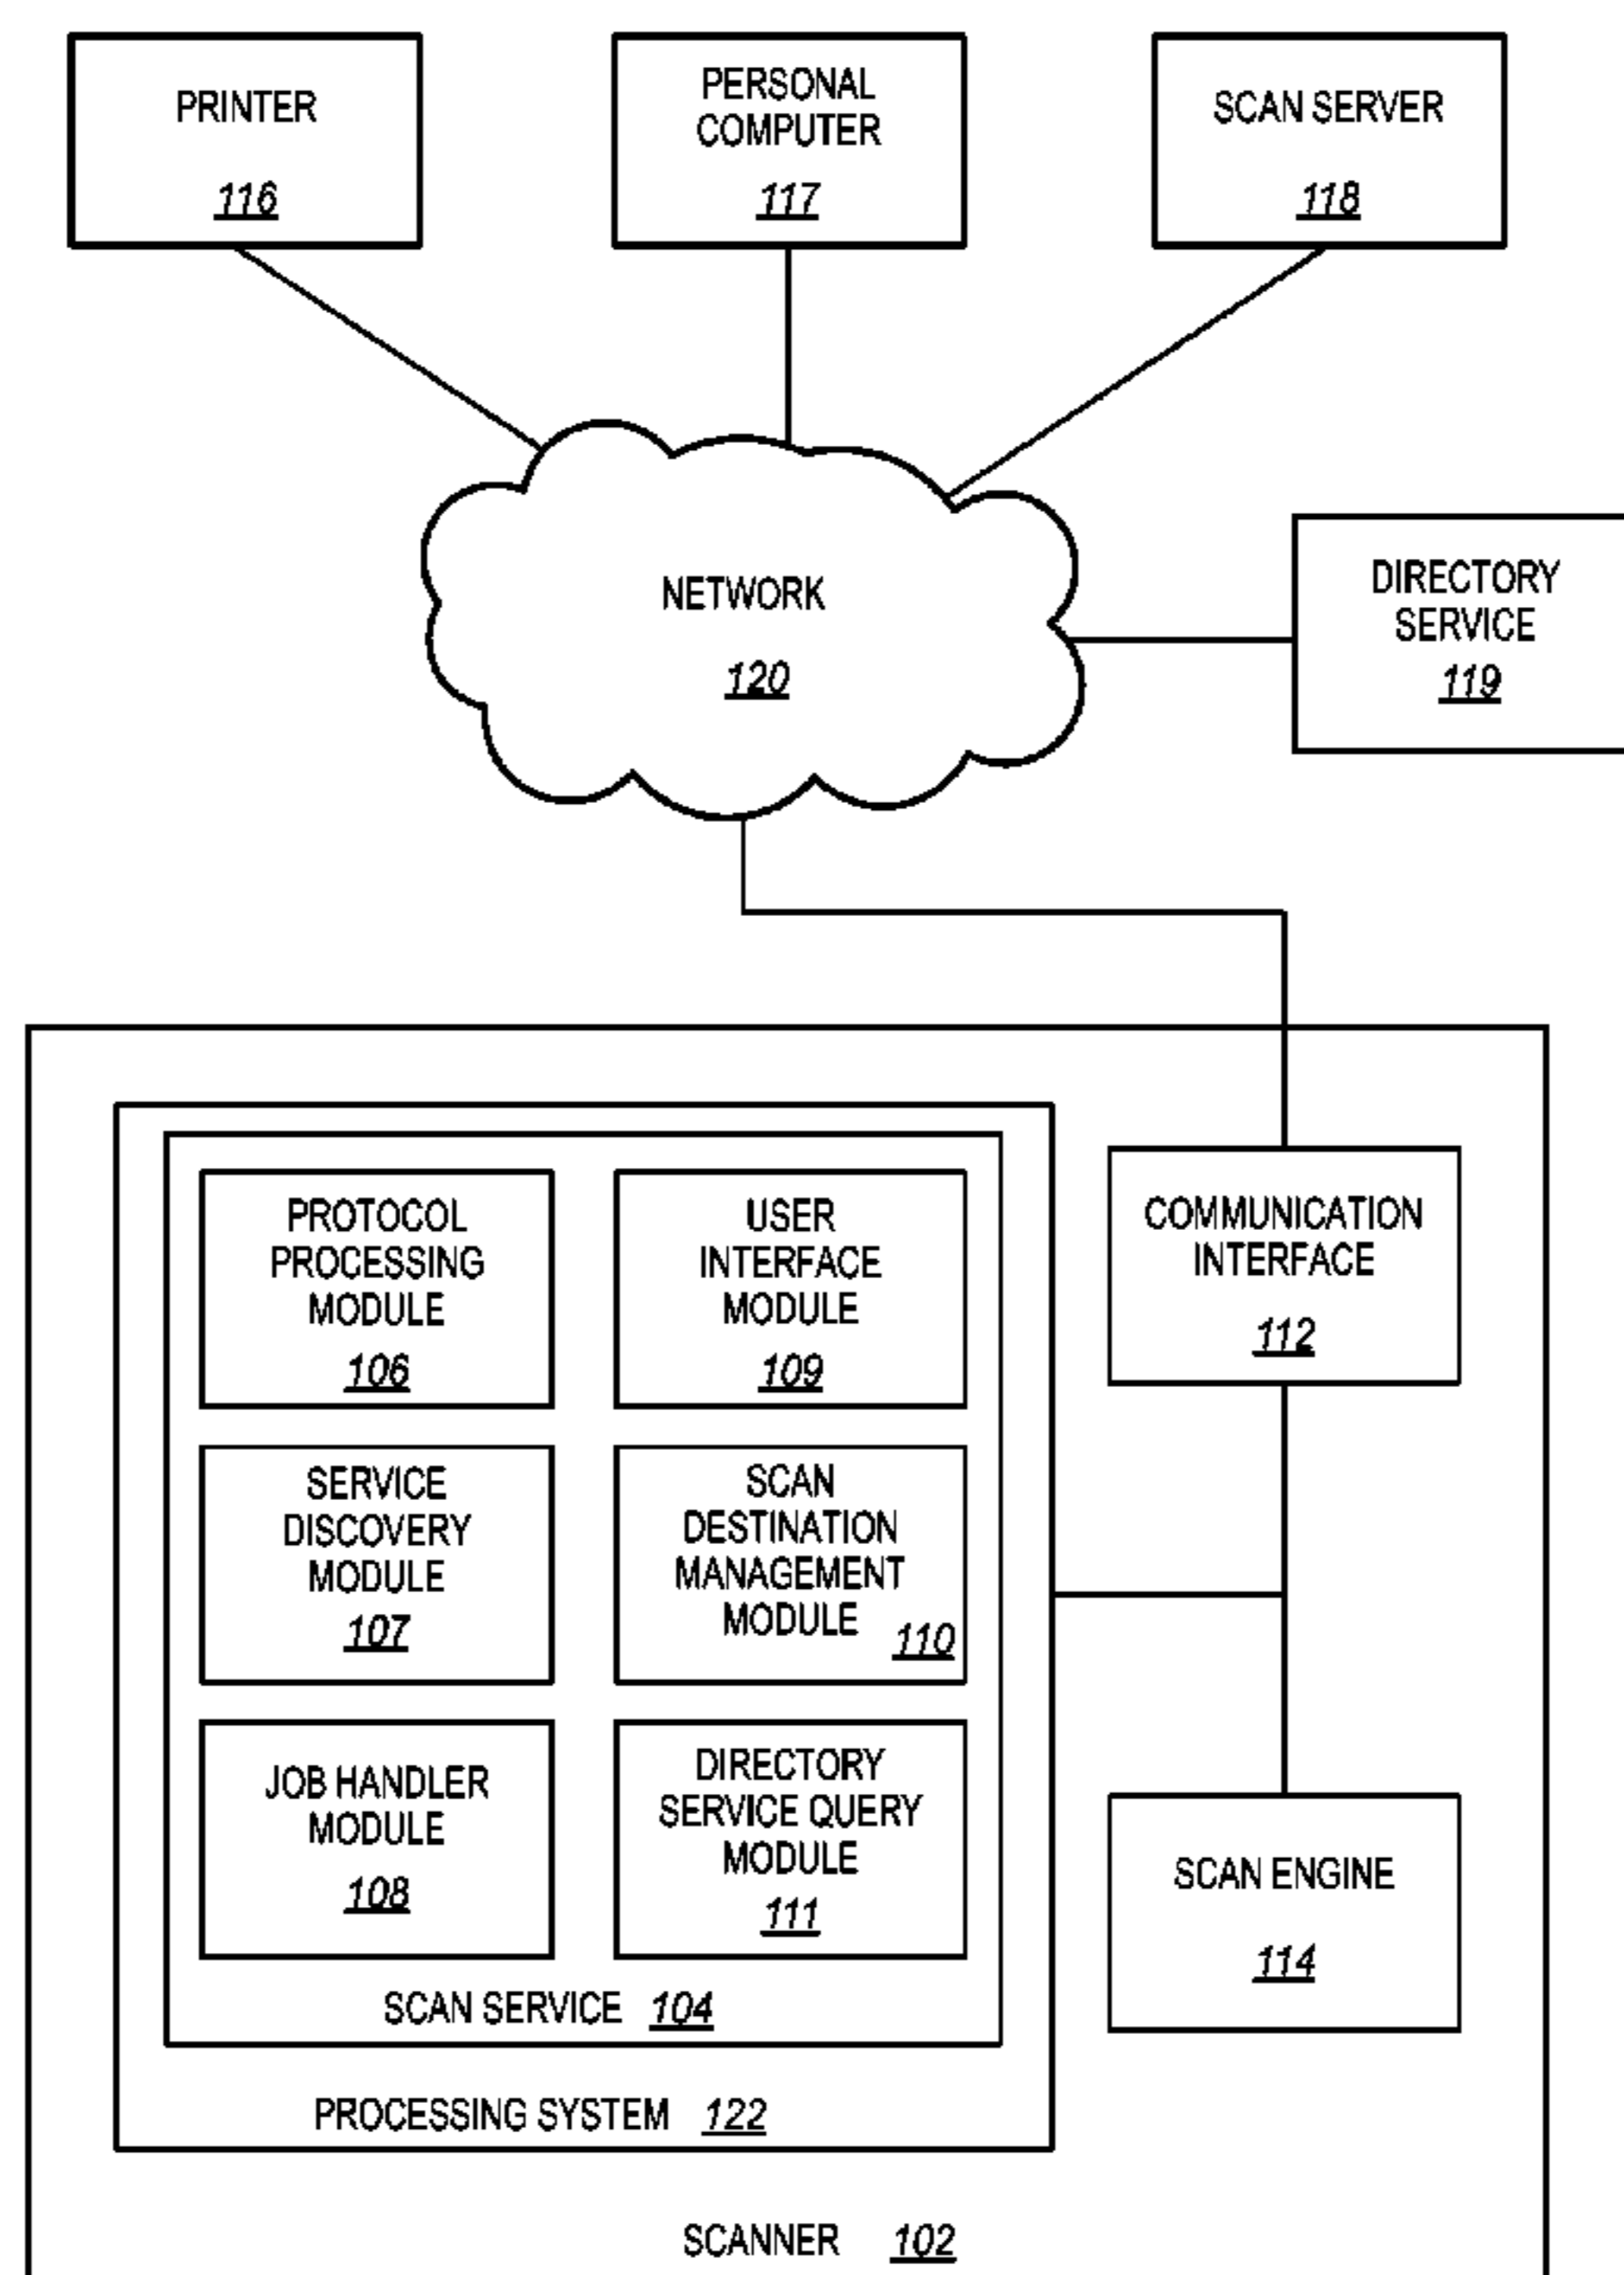 PRINTER
116
PERSONAL
COMPUTER
117
SCAN SERVER
118
NETWORK
120
DIRECTORY
SERVICE
119
PROTOCOL
PROCESSING
MODULE
106
USER
INTERFACE
MODULE
109
COMMUNICATION
INTERFACE
112
SERVICE
DISCOVERY
MODULE
107
SCAN
DESTINATION
MANAGEMENT
MODULE
110
JOB HANDLER
MODULE
108
DIRECTORY
SERVICE QUERY
MODULE
111
SCAN ENGINE
114
SCAN SERVICE 104
PROCESSING SYSTEM 122
SCANNER 102